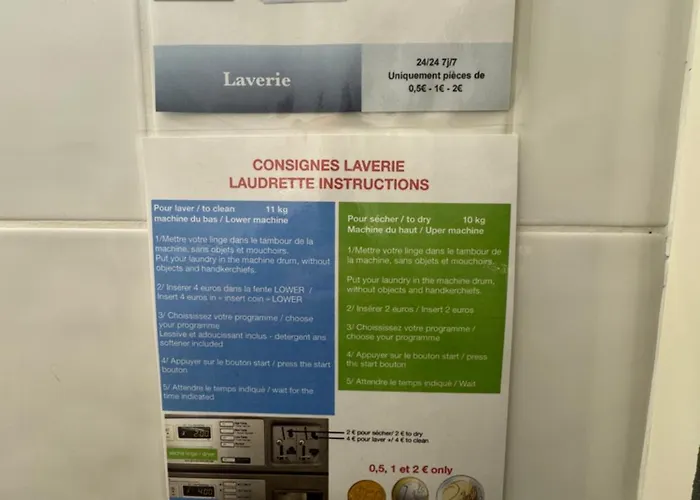 Laverie
24/24 7j/7
Uniquement pièces de
0,5€ - 1€ - 2€
CONSIGNES LAVERIE
LAUDRETTE INSTRUCTIONS
Pour laver / to clean 11 kg
machine du bas / Lower machine
1/Mettre votre linge dans le tambour de la
machine, sans objets et mouchoirs.
Put your laundry in the machine drum, without
objects and handkerchiefs.
2/ Insérer 4 euros dans la fente LOWER /
Insert 4 euros in « insert coin » LOWER
3/ Choississez votre programme / choose
your programme
Lessive et adoucissant inclus - detergent ans
softener included
4/ Appuyer sur le bouton start / press the start
bouton
5/ Attendre le temps indiqué / wait for the
time indicated
Pour sécher / to dry 10 kg
Machine du haut / Uper machine
1/Mettre votre linge dans le tambour de
la machine, sans objets et mouchoirs.
Put your laundry in the machine drum,
without objects and handkerchiefs.
2/ Insérer 2 euros / Insert 2 euros
3/ Choississez votre programme /
choose your programme
4/ Appuyer sur le bouton start / press
the start bouton
5/ Attendre le temps indiqué / Wait
2 € pour sécher/ 2 € to dry
4 € pour laver +/ 4 € to clean
sèche linge - dryer
0,5, 1 et 2 € only